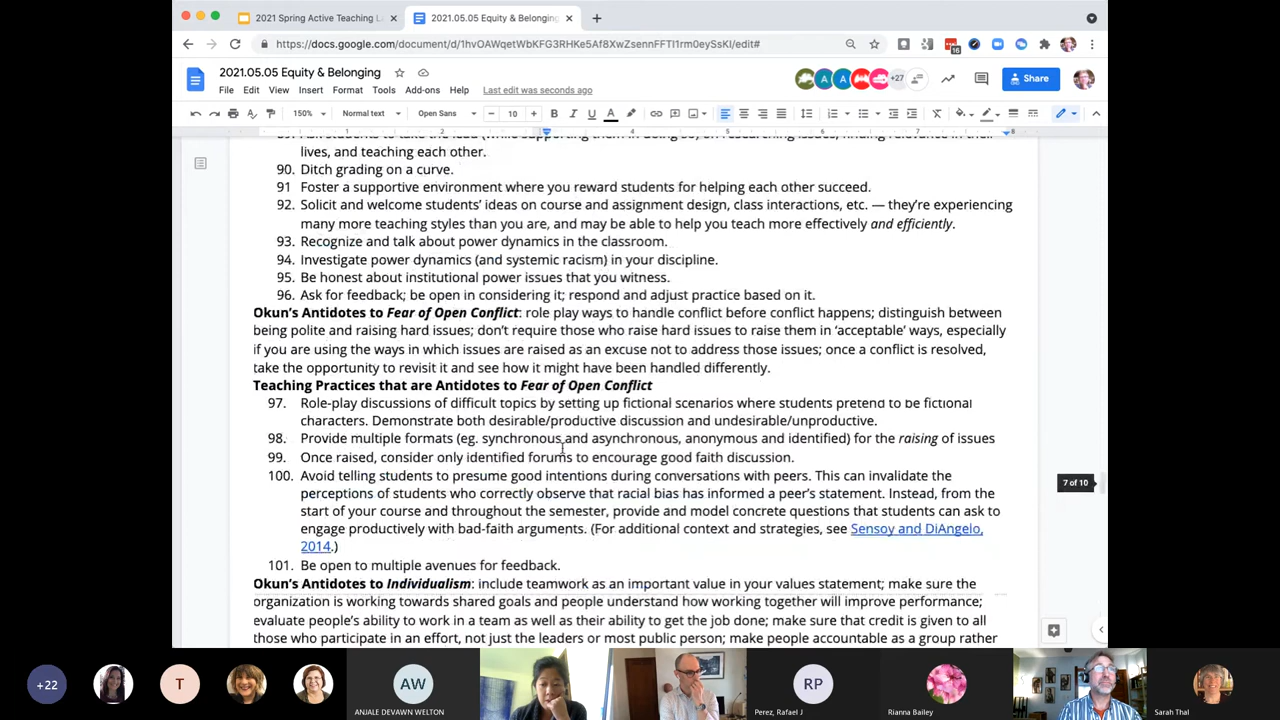 2021 Spring Active Teaching LA
2021.05.05 Equity & Belonging
https://docs.google.com/document/d/1hvOAWqetWbKFG3RHKe5Af8XwZsennFFTI1rm0eySsKI/edit#
16
2021.05.05 Equity & Belonging
File Edit View Insert Format Tools Add-ons Help Last edit was seconds ago
A A +27 Share
150% Normal text Open Sans 10 B I U A
2 4 5 6 7 8
lives, and teaching each other.
90. Ditch grading on a curve.
91 Foster a supportive environment where you reward students for helping each other succeed.
92. Solicit and welcome students’ ideas on course and assignment design, class interactions, etc. — they’re experiencing
many more teaching styles than you are, and may be able to help you teach more effectively and efficiently.
93. Recognize and talk about power dynamics in the classroom.
94. Investigate power dynamics (and systemic racism) in your discipline.
95. Be honest about institutional power issues that you witness.
96. Ask for feedback; be open in considering it; respond and adjust practice based on it.
Okun’s Antidotes to Fear of Open Conflict: role play ways to handle conflict before conflict happens; distinguish between
being polite and raising hard issues; don’t require those who raise hard issues to raise them in ‘acceptable’ ways, especially
if you are using the ways in which issues are raised as an excuse not to address those issues; once a conflict is resolved,
take the opportunity to revisit it and see how it might have been handled differently.
Teaching Practices that are Antidotes to Fear of Open Conflict
97. Role-play discussions of difficult topics by setting up fictional scenarios where students pretend to be fictional
characters. Demonstrate both desirable/productive discussion and undesirable/unproductive.
98. Provide multiple formats (eg. synchronous and asynchronous, anonymous and identified) for the raising of issues
99. Once raised, consider only identified forums to encourage good faith discussion.
100. Avoid telling students to presume good intentions during conversations with peers. This can invalidate the
perceptions of students who correctly observe that racial bias has informed a peer’s statement. Instead, from the
start of your course and throughout the semester, provide and model concrete questions that students can ask to
engage productively with bad-faith arguments. (For additional context and strategies, see Sensoy and DiAngelo,
2014.)
101. Be open to multiple avenues for feedback.
Okun’s Antidotes to Individualism: include teamwork as an important value in your values statement; make sure the
organization is working towards shared goals and people understand how working together will improve performance;
evaluate people’s ability to work in a team as well as their ability to get the job done; make sure that credit is given to all
those who participate in an effort, not just the leaders or most public person; make people accountable as a group rather
7 of 10
+22 T AW RP
ANJALE DEVAWN WELTON Perez, Rafael J Rianna Bailey Sarah Thal